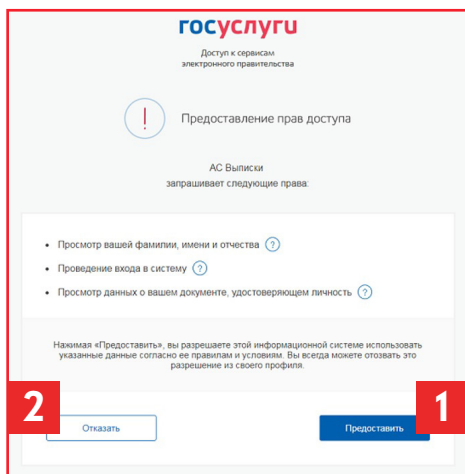 госуслуги
Доступ к сервисам
электронного правительства
! Предоставление прав доступа
АС Выписки
запрашивает следующие права:
• Просмотр вашей фамилии, имени и отчества ?
• Проведение входа в систему ?
• Просмотр данных о вашем документе, удостоверяющем личность ?
Нажимая «Предоставить», вы разрешаете этой информационной системе использовать
указанные данные согласно ее правилам и условиям. Вы всегда можете отозвать это
разрешение из своего профиля.
2 1
Отказать Предоставить